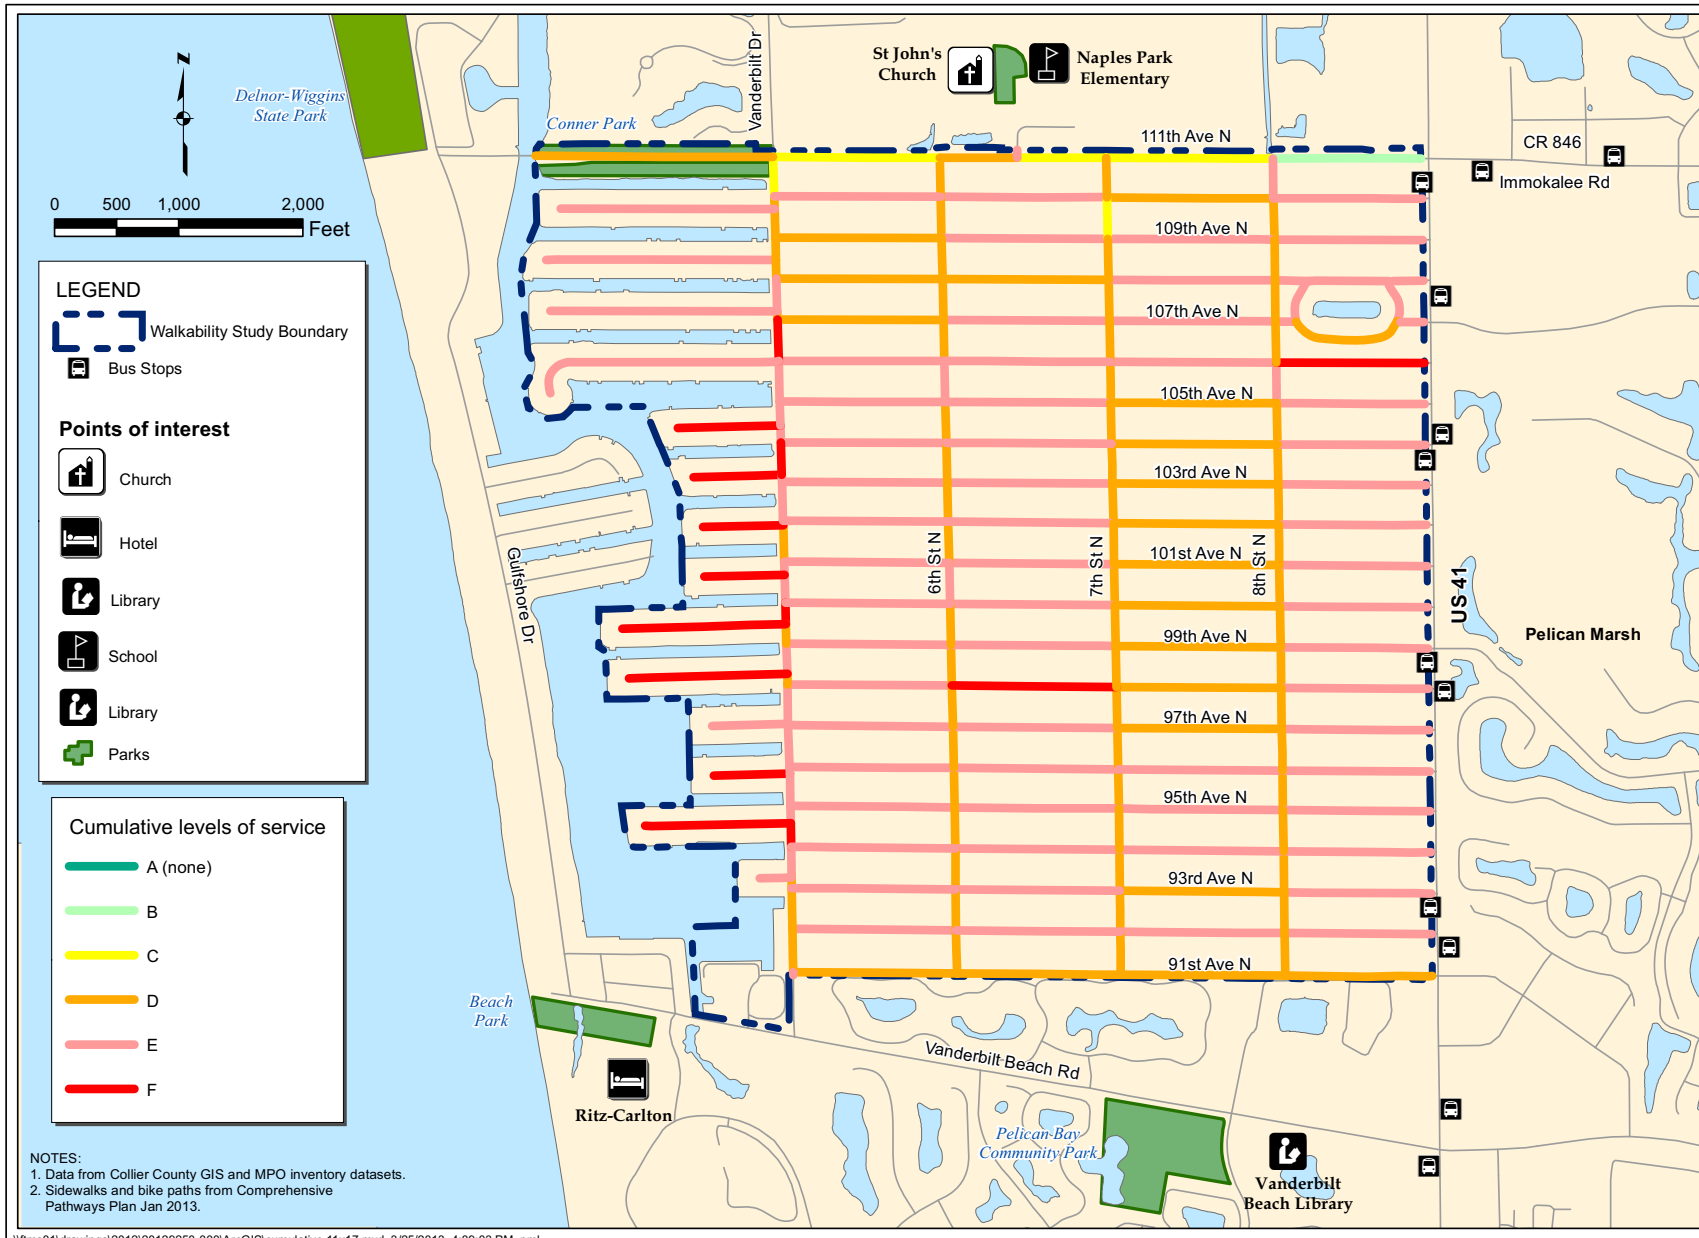 Delnor-Wiggins
State Park
Conner Park
Vanderbilt Dr
St John's
Church
Naples Park
Elementary
111th Ave N
CR 846
Immokalee Rd
N
0 500 1,000 2,000
Feet
LEGEND
Walkability Study Boundary
Bus Stops
Points of interest
Church
Hotel
Library
School
Library
Parks
Cumulative levels of service
A (none)
B
C
D
E
F
109th Ave N
107th Ave N
105th Ave N
103rd Ave N
101st Ave N
99th Ave N
97th Ave N
95th Ave N
93rd Ave N
91st Ave N
6th St N
7th St N
8th St N
US 41
Gulfshore Dr
Pelican Marsh
Beach
Park
Ritz-Carlton
Vanderbilt Beach Rd
Pelican Bay
Community Park
Vanderbilt
Beach Library
NOTES:
1. Data from Collier County GIS and MPO inventory datasets.
2. Sidewalks and bike paths from Comprehensive
Pathways Plan Jan 2013.